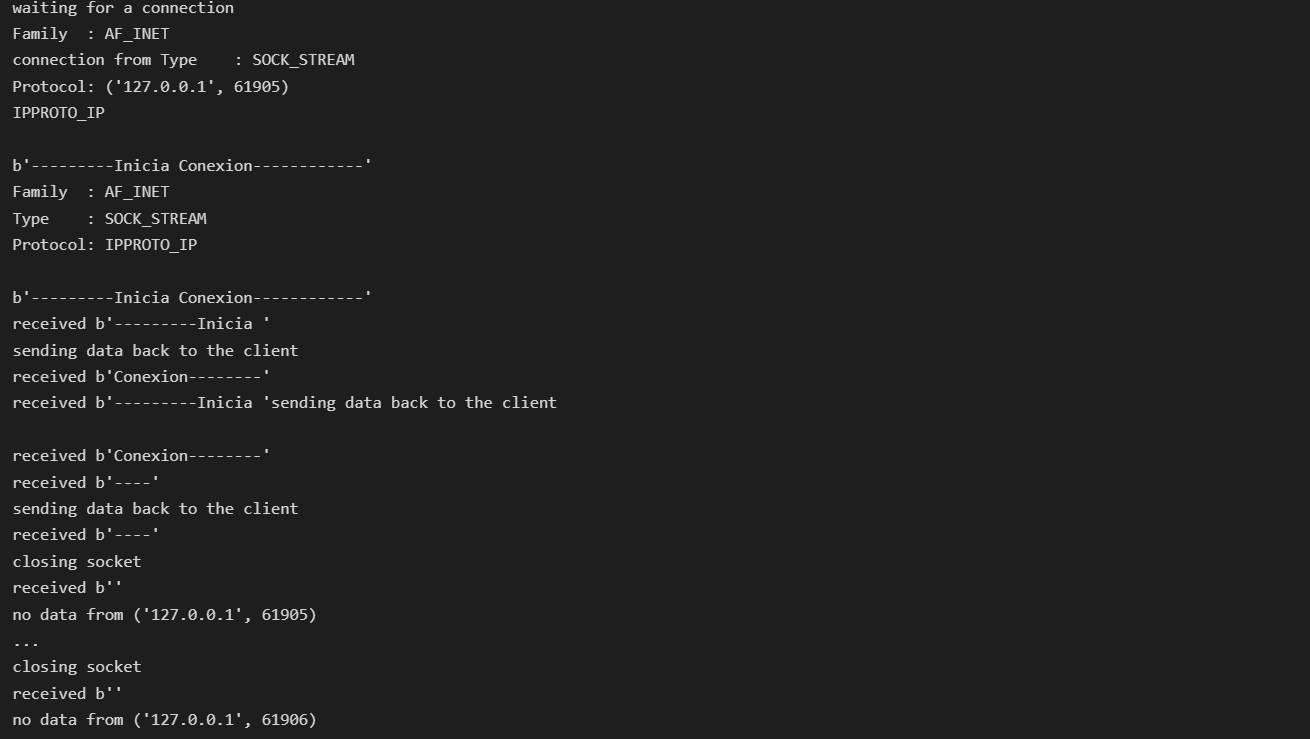 waiting for a connection
Family  : AF_INET
connection from Type    : SOCK_STREAM
Protocol: ('127.0.0.1', 61905)
IPPROTO_IP

b'---------Inicia Conexion------------'
Family  : AF_INET
Type    : SOCK_STREAM
Protocol: IPPROTO_IP

b'---------Inicia Conexion------------'
received b'---------Inicia '
sending data back to the client
received b'Conexion--------'
received b'---------Inicia 'sending data back to the client

received b'Conexion--------'
received b'----'
sending data back to the client
received b'----'
closing socket
received b''
no data from ('127.0.0.1', 61905)
...
closing socket
received b''
no data from ('127.0.0.1', 61906)